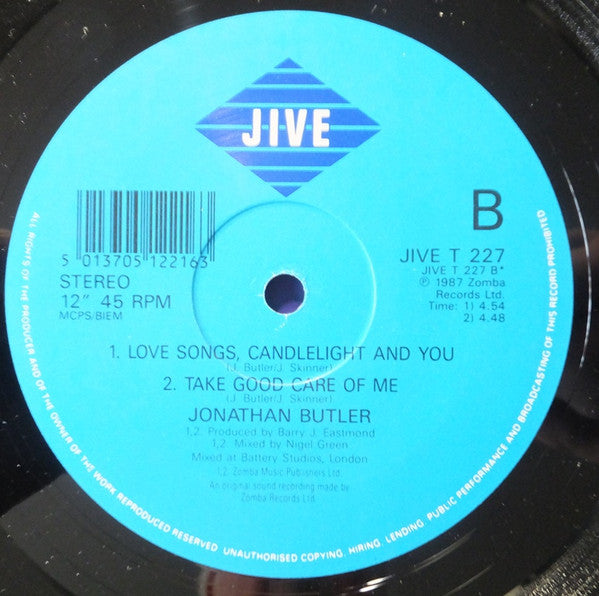 JIVE
B
5 013705 122163
STEREO
12" 45 RPM
MCPS/BIEM
JIVE T 227
JIVE T 227 B*
℗ 1987 Zomba
Records Ltd.
Time: 1) 4.54
2) 4.48
1. LOVE SONGS, CANDLELIGHT AND YOU
(J. Butler/J. Skinner)
2. TAKE GOOD CARE OF ME
(J. Butler/J. Skinner)
JONATHAN BUTLER
1,2. Produced by Barry J. Eastmond
1,2. Mixed by Nigel Green
Mixed at Battery Studios, London
1,2. Zomba Music Publishers Ltd.
An original sound recording made by
Zomba Records Ltd.
ALL RIGHTS OF THE PRODUCER AND OF THE OWNER OF THE WORK REPRODUCED RESERVED. UNAUTHORISED COPYING, HIRING, LENDING, PUBLIC PERFORMANCE AND BROADCASTING OF THIS RECORD PROHIBITED